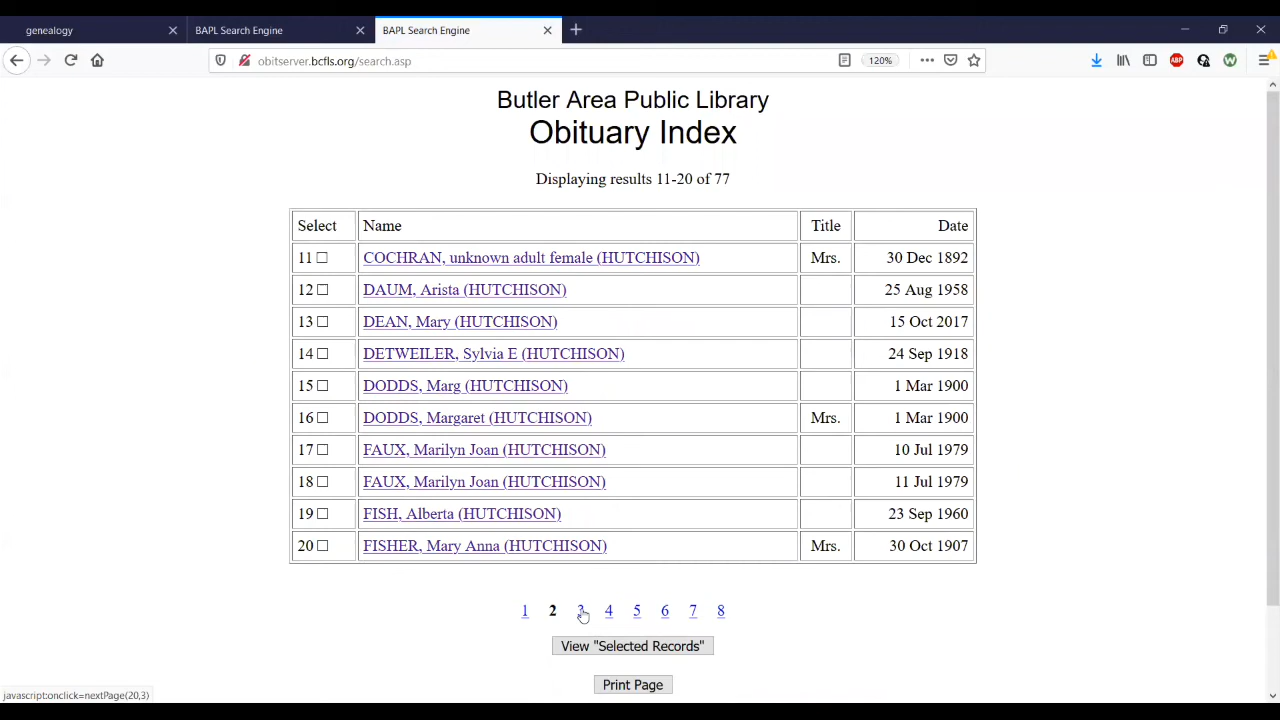 genealogy BAPL Search Engine BAPL Search Engine
obitserver.bcfls.org/search.asp 120% ABP W
Butler Area Public Library
Obituary Index
Displaying results 11-20 of 77
Select Name Title Date
11 COCHRAN, unknown adult female (HUTCHISON) Mrs. 30 Dec 1892
12 DAUM, Arista (HUTCHISON) 25 Aug 1958
13 DEAN, Mary (HUTCHISON) 15 Oct 2017
14 DETWEILER, Sylvia E (HUTCHISON) 24 Sep 1918
15 DODDS, Marg (HUTCHISON) 1 Mar 1900
16 DODDS, Margaret (HUTCHISON) Mrs. 1 Mar 1900
17 FAUX, Marilyn Joan (HUTCHISON) 10 Jul 1979
18 FAUX, Marilyn Joan (HUTCHISON) 11 Jul 1979
19 FISH, Alberta (HUTCHISON) 23 Sep 1960
20 FISHER, Mary Anna (HUTCHISON) Mrs. 30 Oct 1907
1 2 3 4 5 6 7 8
View "Selected Records"
Print Page
javascript:onclick=nextPage(20,3)